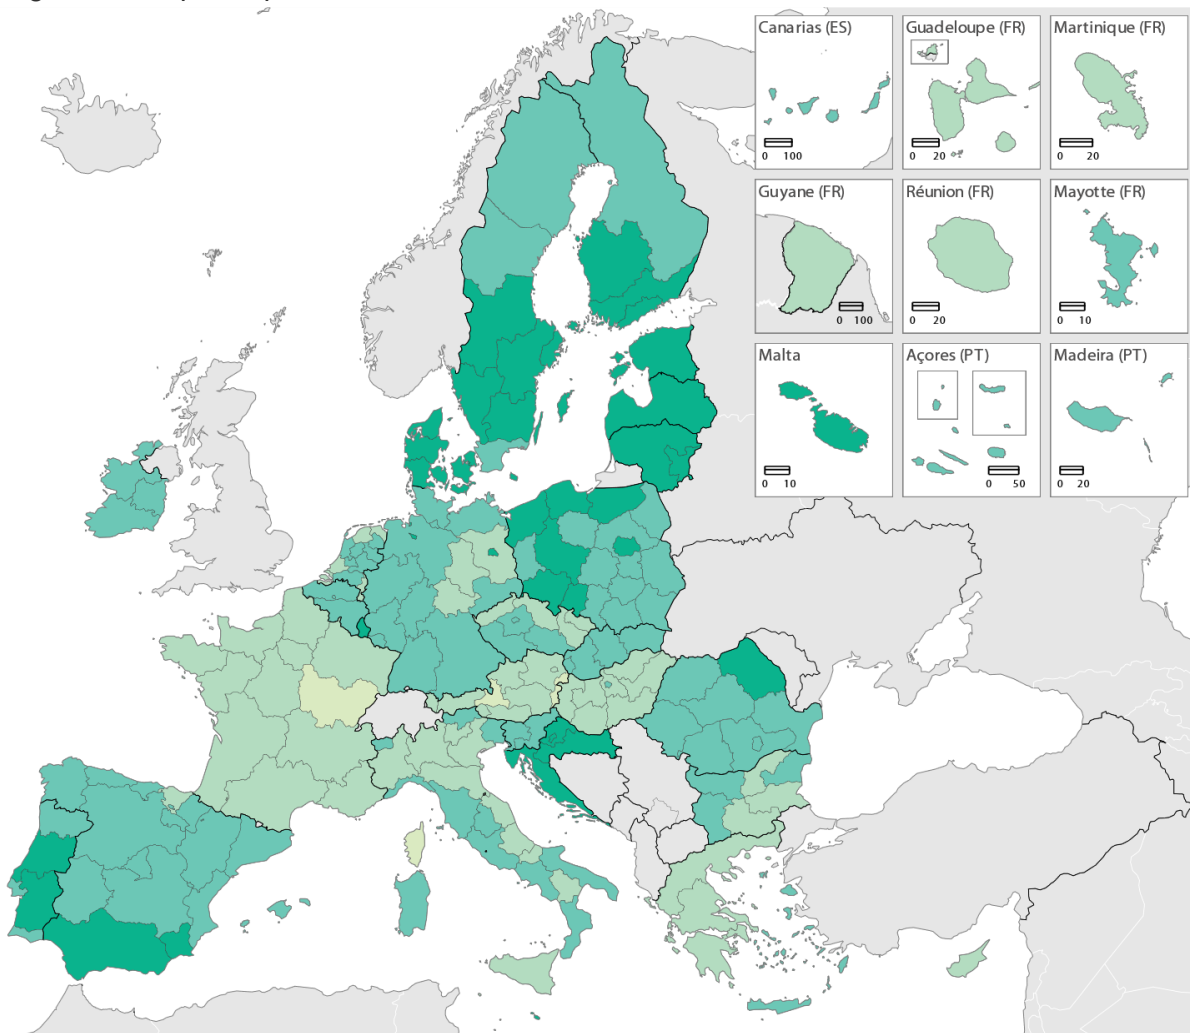 Canarias (ES)
0 100
Guadeloupe (FR)
0 20
Martinique (FR)
0 20
Guyane (FR)
0 100
Réunion (FR)
0 20
Mayotte (FR)
0 10
Malta
0 10
Açores (PT)
0 50
Madeira (PT)
0 20